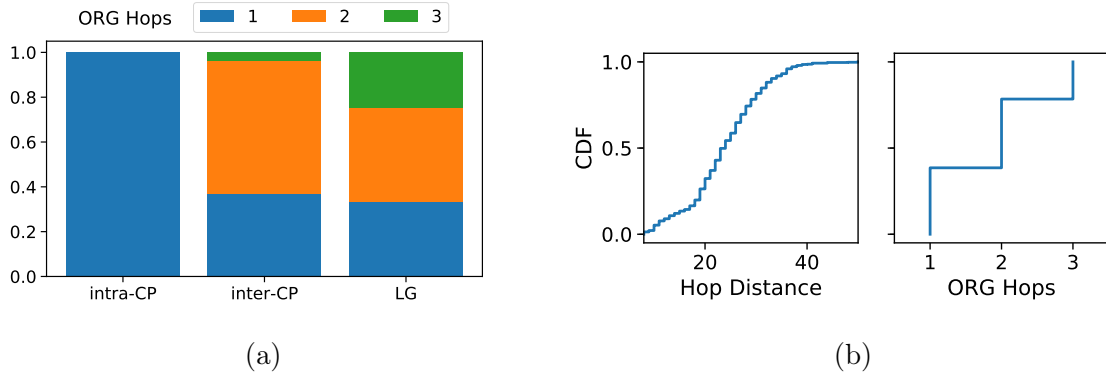 ORG Hops 1 2 3
1.0
0.8
0.6
0.4
0.2
0.0
intra-CP inter-CP LG
(a)
CDF
1.0
0.5
0.0
20 40
Hop Distance
1 2 3
ORG Hops
(b)